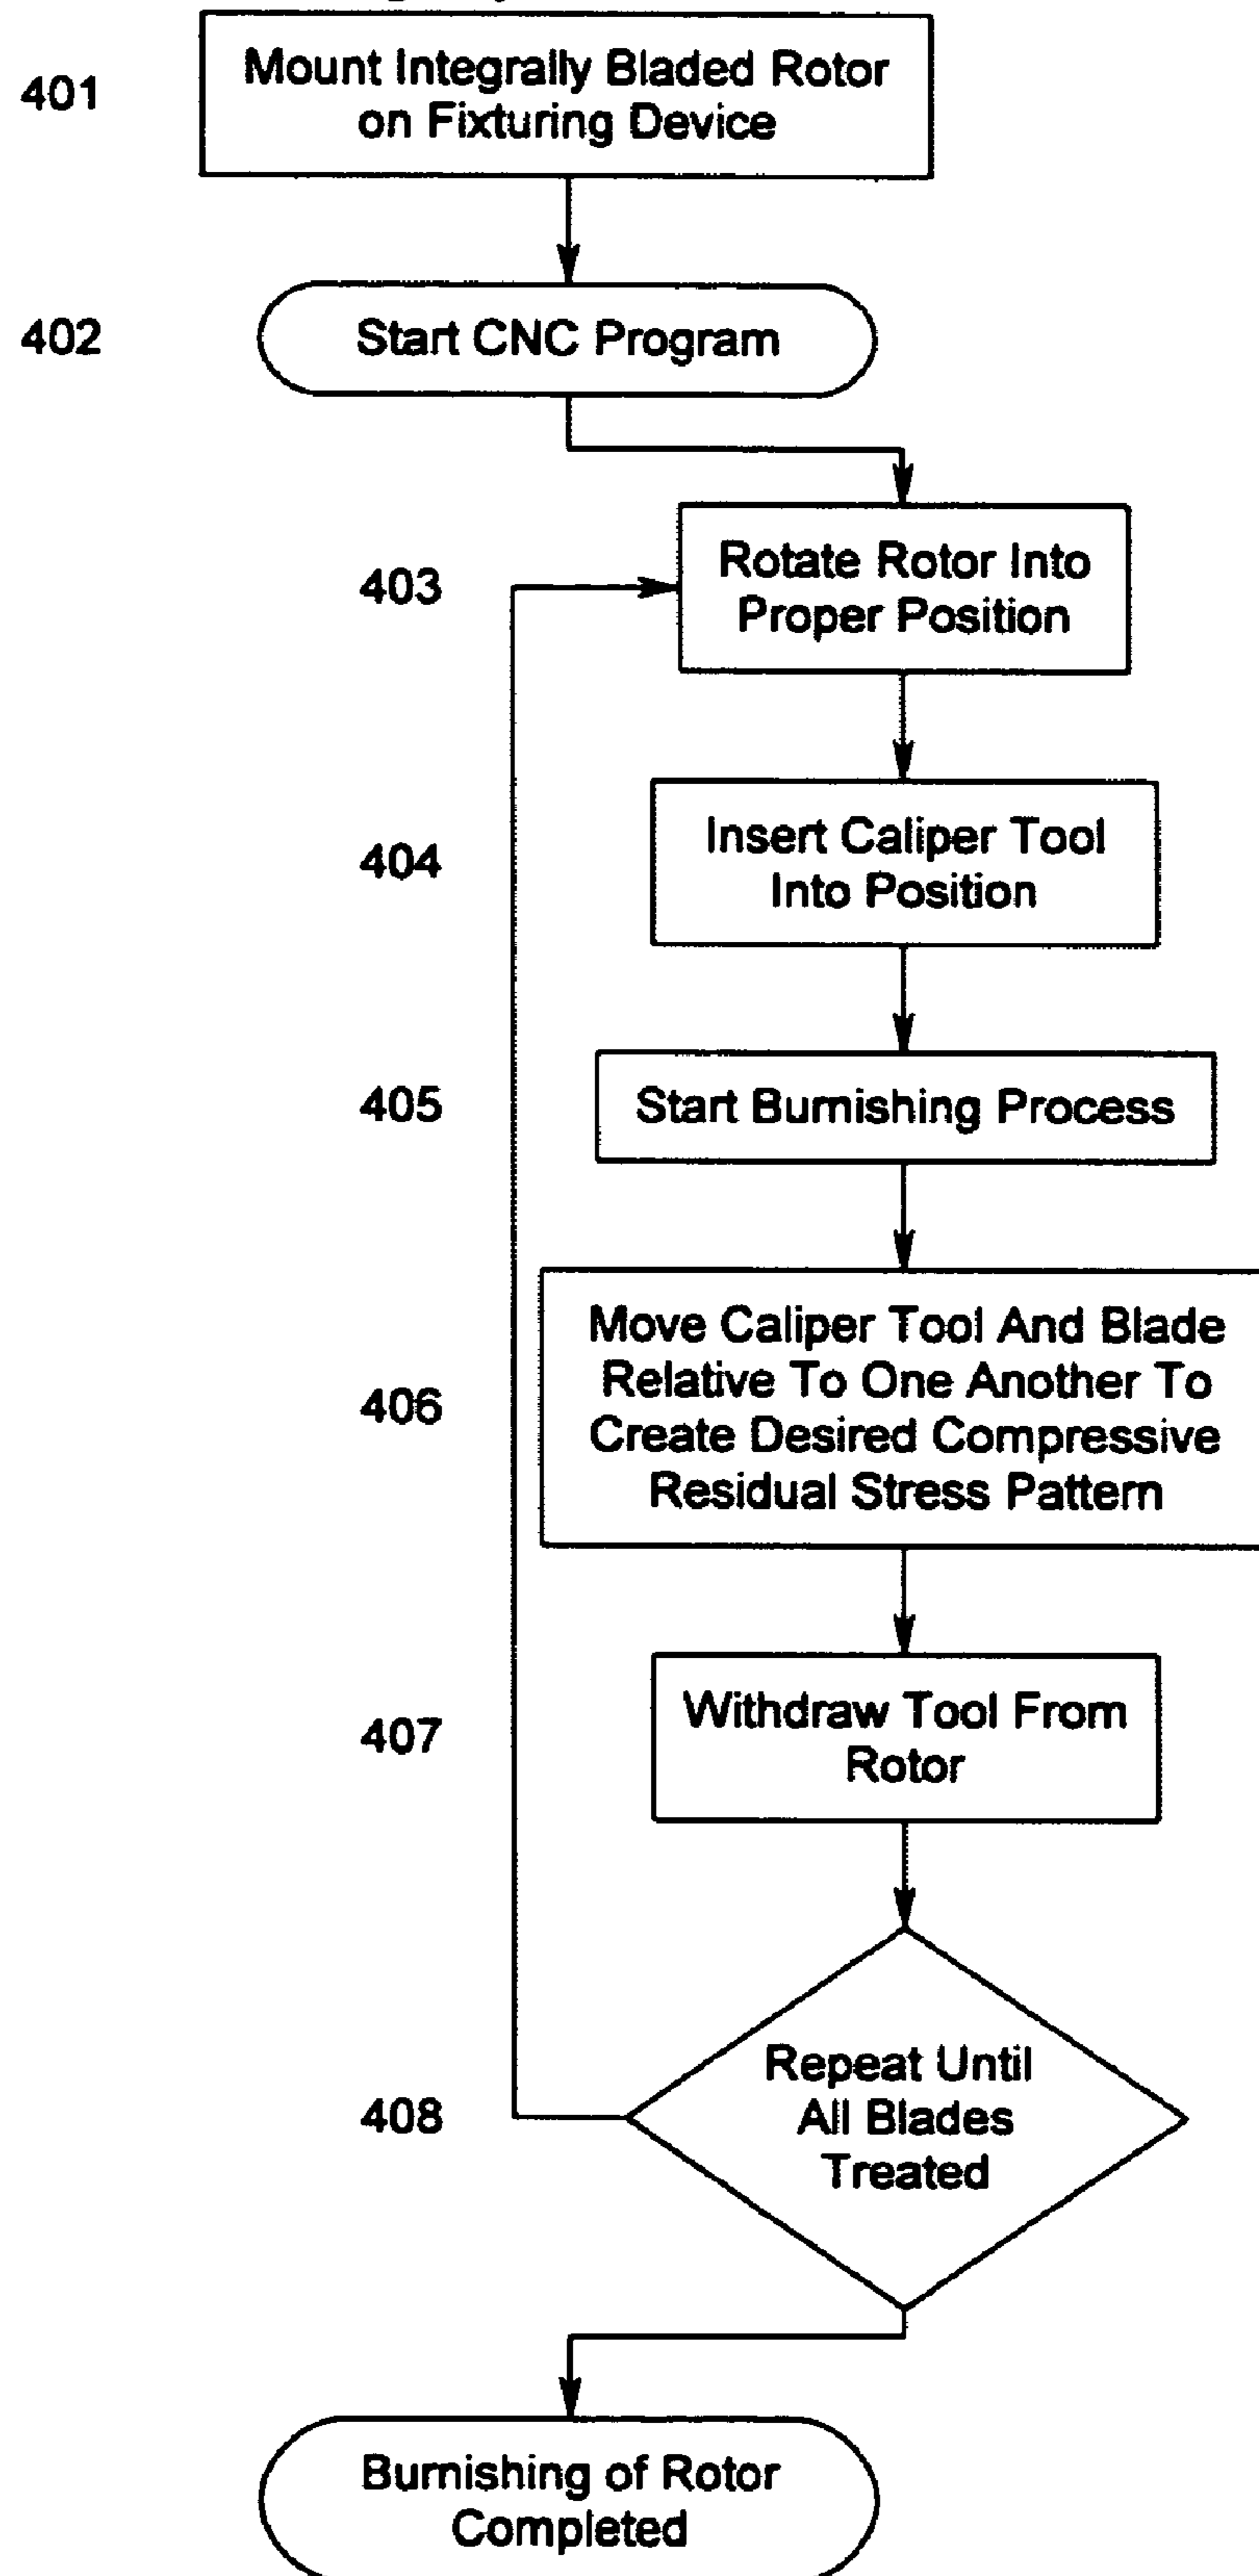 401
Mount Integrally Bladed Rotor
on Fixturing Device
402
Start CNC Program
403
Rotate Rotor Into
Proper Position
404
Insert Caliper Tool
Into Position
405
Start Burnishing Process
406
Move Caliper Tool And Blade
Relative To One Another To
Create Desired Compressive
Residual Stress Pattern
407
Withdraw Tool From
Rotor
408
Repeat Until
All Blades
Treated
Burnishing of Rotor
Completed